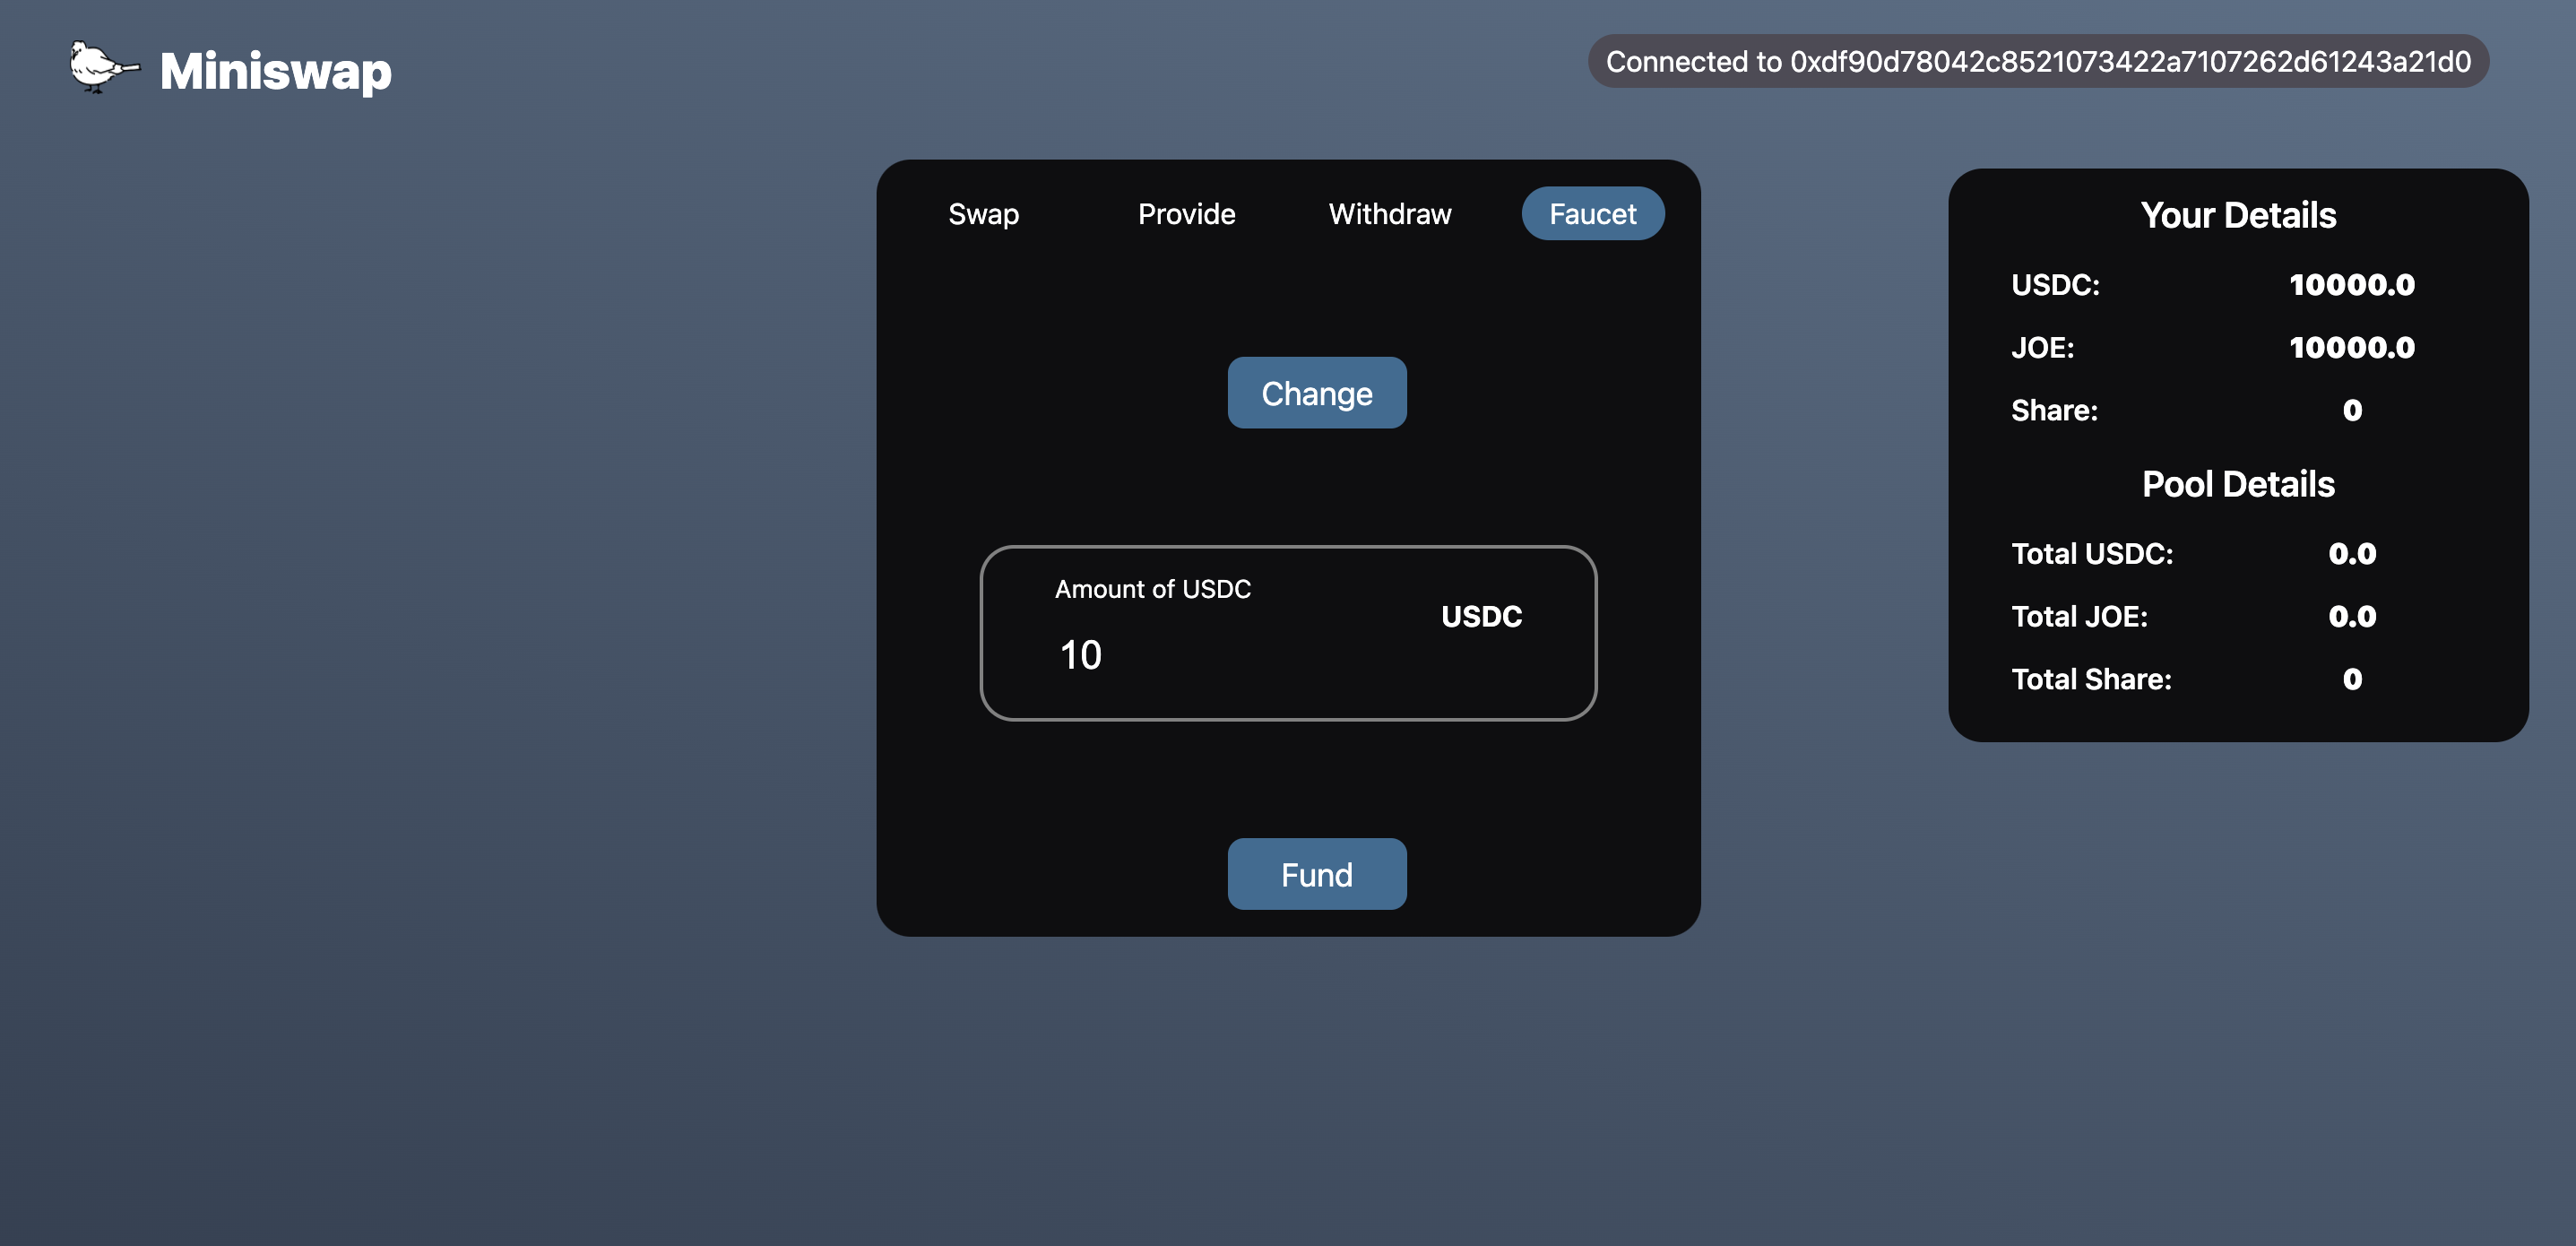 Miniswap
Connected to 0xdf90d78042c8521073422a7107262d61243a21d0
Swap Provide Withdraw Faucet
Change
Amount of USDC
USDC
10
Fund
Your Details
USDC: 10000.0
JOE: 10000.0
Share: 0
Pool Details
Total USDC: 0.0
Total JOE: 0.0
Total Share: 0